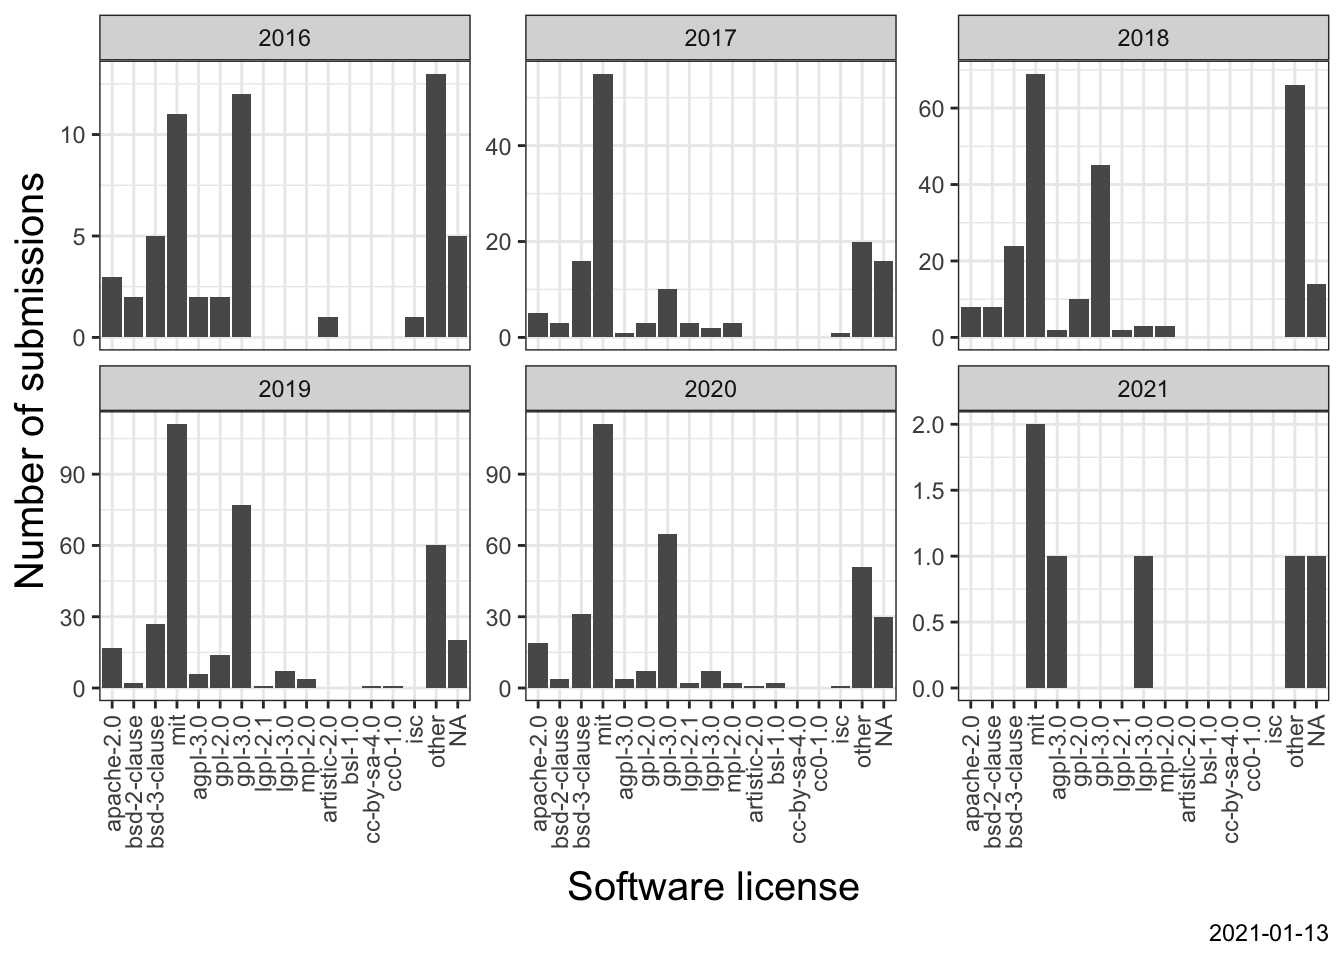 2016
2017
2018
10
5
0
40
20
0
60
40
20
0
Number of submissions
2019
2020
2021
90
60
30
0
90
60
30
0
2.0
1.5
1.0
0.5
0.0
apache-2.0
bsd-2-clause
bsd-3-clause
mit
agpl-3.0
gpl-2.0
gpl-3.0
lgpl-2.1
lgpl-3.0
mpl-2.0
artistic-2.0
bsl-1.0
cc-by-sa-4.0
cc0-1.0
isc
other
NA
apache-2.0
bsd-2-clause
bsd-3-clause
mit
agpl-3.0
gpl-2.0
gpl-3.0
lgpl-2.1
lgpl-3.0
mpl-2.0
artistic-2.0
bsl-1.0
cc-by-sa-4.0
cc0-1.0
isc
other
NA
apache-2.0
bsd-2-clause
bsd-3-clause
mit
agpl-3.0
gpl-2.0
gpl-3.0
lgpl-2.1
lgpl-3.0
mpl-2.0
artistic-2.0
bsl-1.0
cc-by-sa-4.0
cc0-1.0
isc
other
NA
Software license
2021-01-13